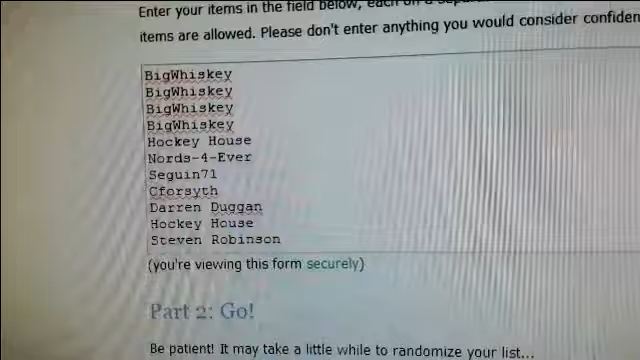 Enter your items in the field below, each on a
items are allowed. Please don't enter anything you would consider
BigWhiskey
BigWhiskey
BigWhiskey
BigWhiskey
Hockey House
Nords-4-Ever
Seguin71
Cforsyth
Darren Duggan
Hockey House
Steven Robinson
(you're viewing this form securely)
Part 2: Go!
Be patient! It may take a little while to randomize your list...